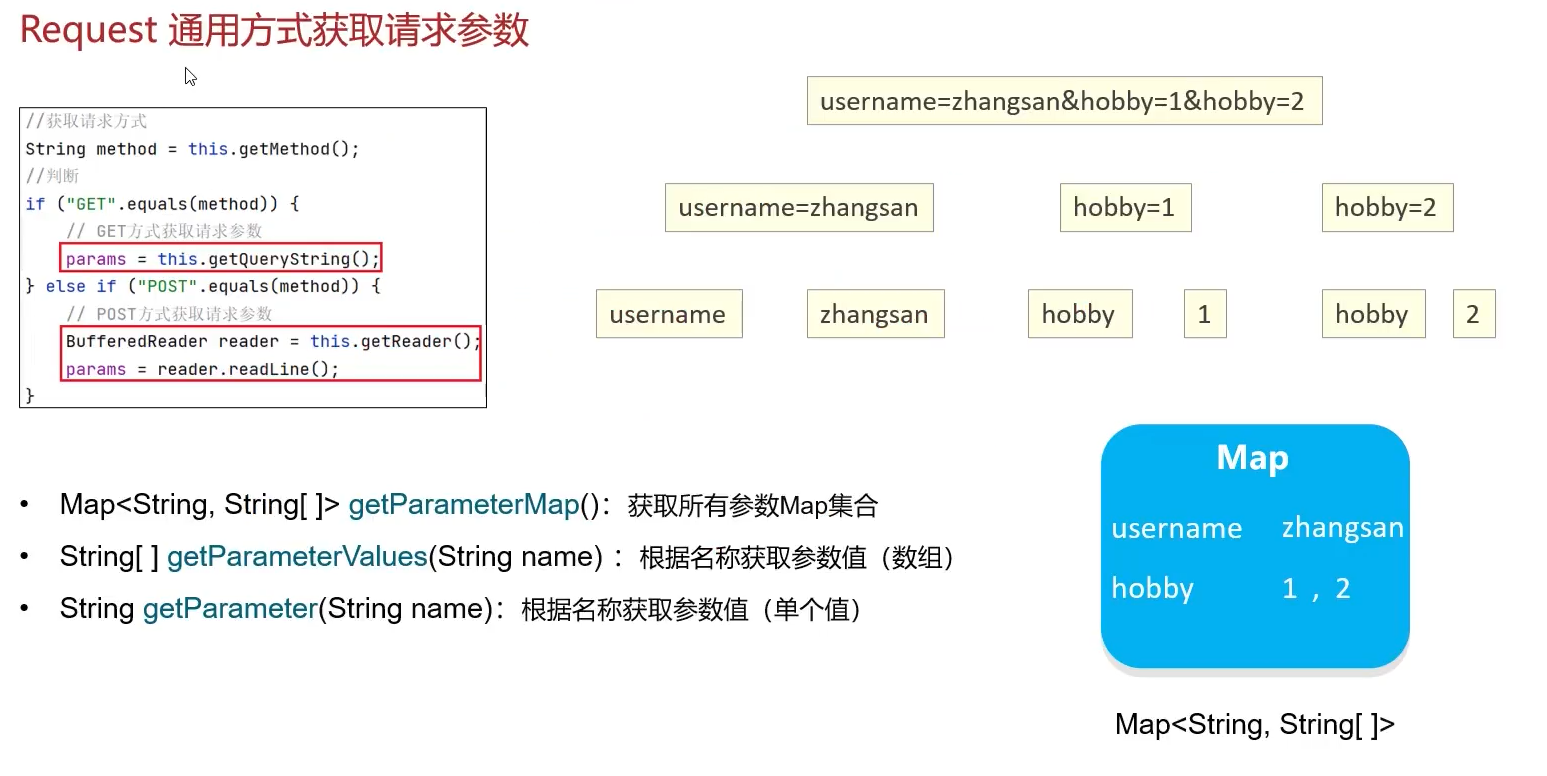 Request 通用方式获取请求参数
//获取请求方式
String method = this.getMethod();
//判断
if ("GET".equals(method)) {
// GET方式获取请求参数
params = this.getQueryString();
} else if ("POST".equals(method)) {
// POST方式获取请求参数
BufferedReader reader = this.getReader();
params = reader.readLine();
}
username=zhangsan&hobby=1&hobby=2
username=zhangsan hobby=1 hobby=2
username zhangsan hobby 1 hobby 2
• Map<String, String[ ]> getParameterMap()：获取所有参数Map集合
• String[ ] getParameterValues(String name) ：根据名称获取参数值（数组）
• String getParameter(String name)：根据名称获取参数值（单个值）
Map
username zhangsan
hobby 1 , 2
Map<String, String[ ]>